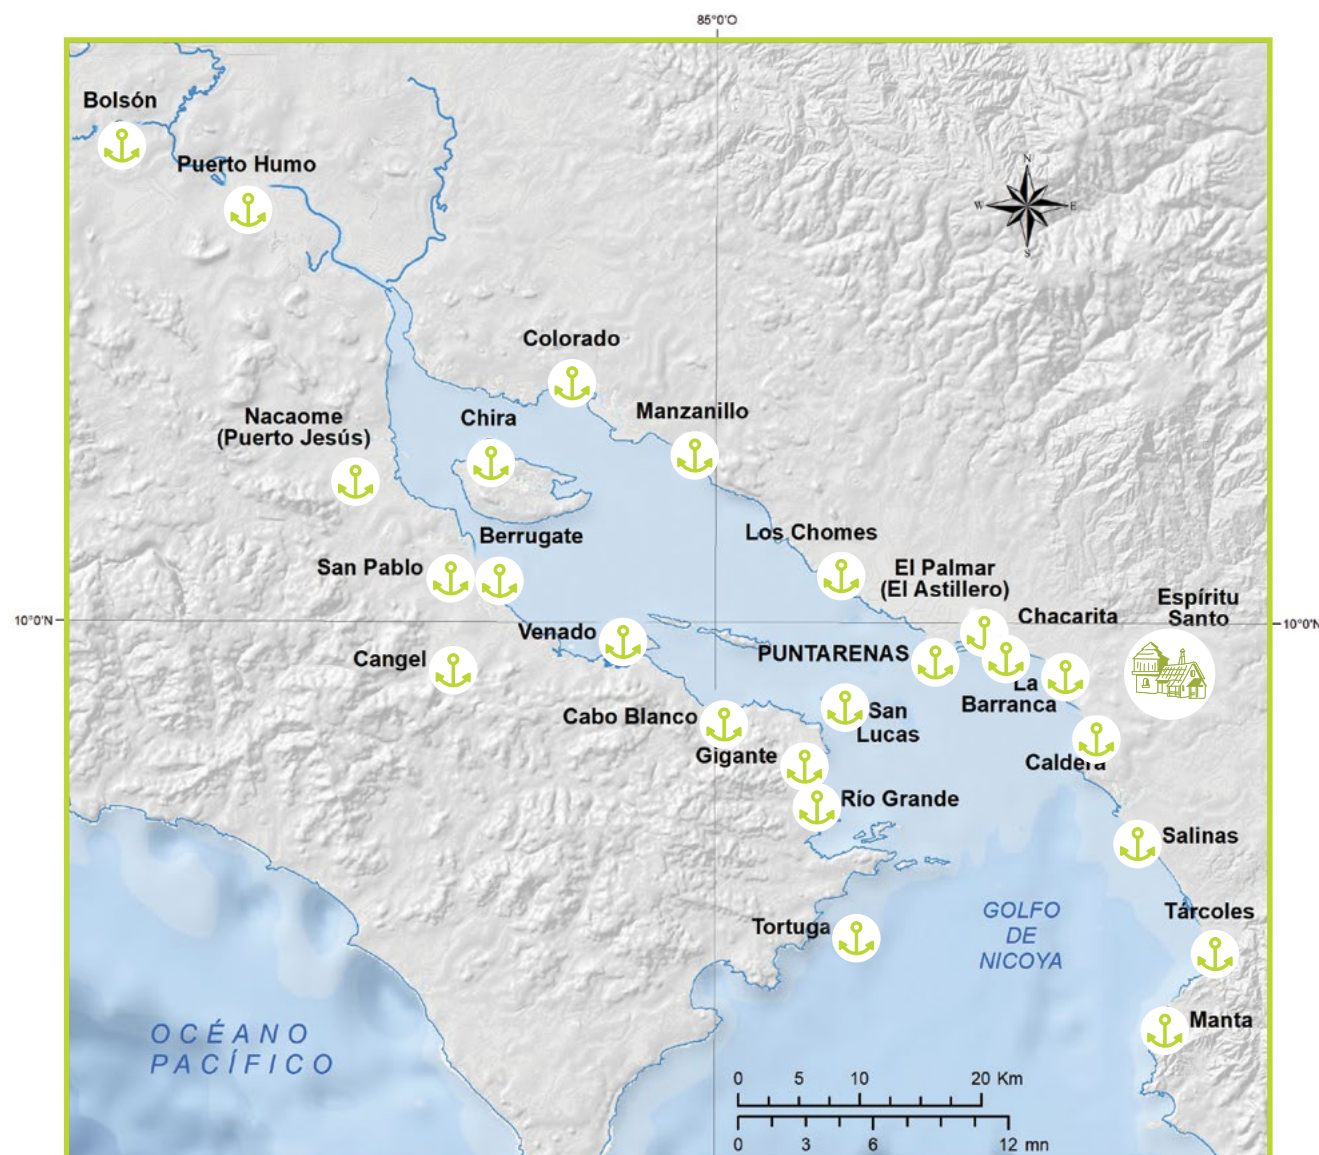 85°0'O
Bolsón
Puerto Humo
N
W
E
S
Colorado
Nacaome
(Puerto Jesús)
Chira
Manzanillo
Berrugate
Los Chomes
San Pablo
El Palmar
(El Astillero)
Espíritu
Santo
Chacarita
10°0'N
10°0'N
Venado
Cangel
PUNTARENAS
La
Barranca
Cabo Blanco
San
Lucas
Gigante
Caldera
Río Grande
Salinas
Tortuga
GOLFO
DE
NICOYA
Tárcoles
OCÉANO
PACÍFICO
Manta
0 5 10 20 Km
0 3 6 12 mn